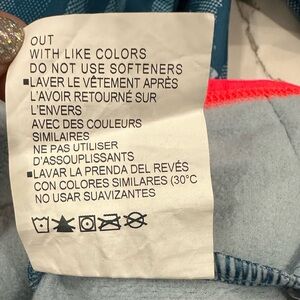 OUT
WITH LIKE COLORS
DO NOT USE SOFTENERS
▪LAVER LE VÊTEMENT APRÈS
L'AVOIR RETOURNÉ SUR
L'ENVERS
AVEC DES COULEURS
SIMILAIRES
NE PAS UTILISER
D'ASSOUPLISSANTS
▪LAVAR LA PRENDA DEL REVÉS
CON COLORES SIMILARES (30°C
NO USAR SUAVIZANTES